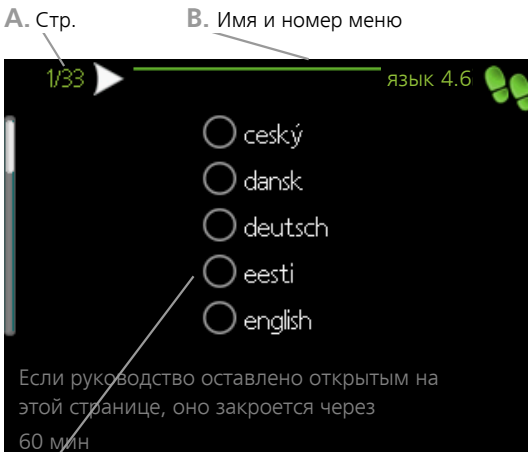 A. Стр.
B. Имя и номер меню
1/33
язык 4.6
ceský
dansk
deutsch
eesti
english
Если руководство оставлено открытым на
этой странице, оно закроется через
60 мин